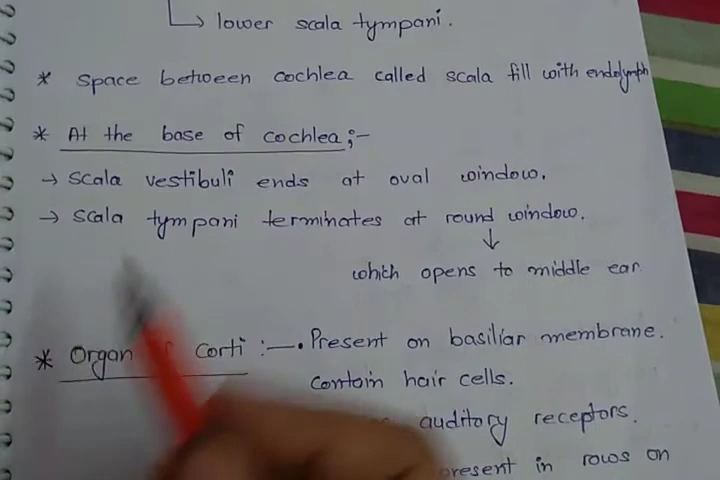 ↳ lower scala tympani.
* Space between cochlea called scala fill with endolymph
* At the base of cochlea;-
→ Scala vestibuli ends at oval window.
→ Scala tympani terminates at round window.
↓
which opens to middle ear
* Organ Corti :—• Present on basiliar membrane.
Contain hair cells.
auditory receptors.
present in rows on